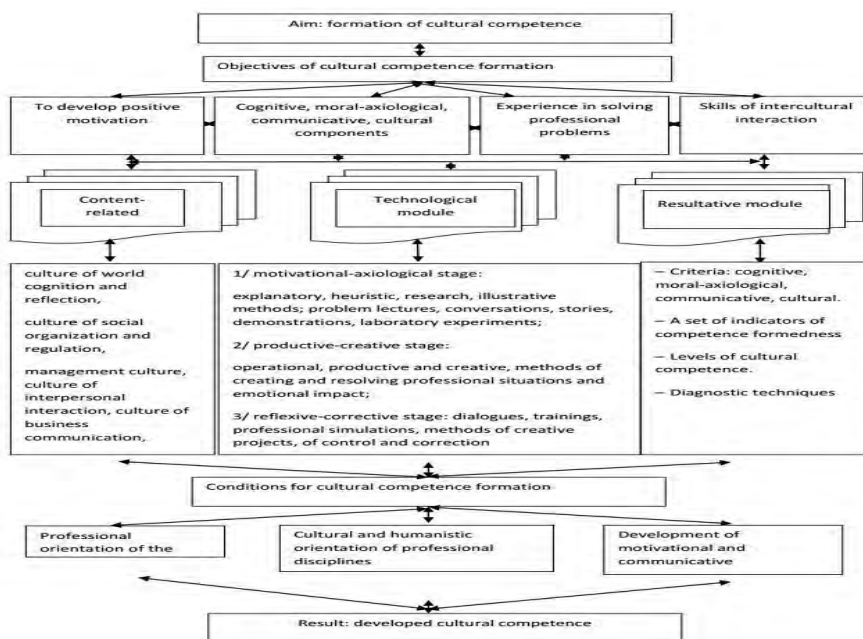 Aim: formation of cultural competence
Objectives of cultural competence formation
To develop positive
motivation
Cognitive, moral-axiological,
communicative, cultural
components
Experience in solving
professional
problems
Skills of intercultural
interaction
Content-
related
Technological
module
Resultative module
culture of world
cognition and
reflection,
culture of social
organization and
regulation,
management culture,
culture of
interpersonal
interaction, culture of
business
communication,
1/ motivational-axiological stage:
explanatory, heuristic, research, illustrative
methods; problem lectures, conversations, stories,
demonstrations, laboratory experiments;
2/ productive-creative stage:
operational, productive and creative, methods of
creating and resolving professional situations and
emotional impact;
3/ reflexive-corrective stage: dialogues, trainings,
professional simulations, methods of creative
projects, of control and correction
– Criteria: cognitive,
moral-axiological,
communicative, cultural.
– A set of indicators of
competence formedness
– Levels of cultural
competence.
– Diagnostic techniques
Conditions for cultural competence formation
Professional
orientation of the
Cultural and humanistic
orientation of professional
disciplines
Development of
motivational and
communicative
Result: developed cultural competence